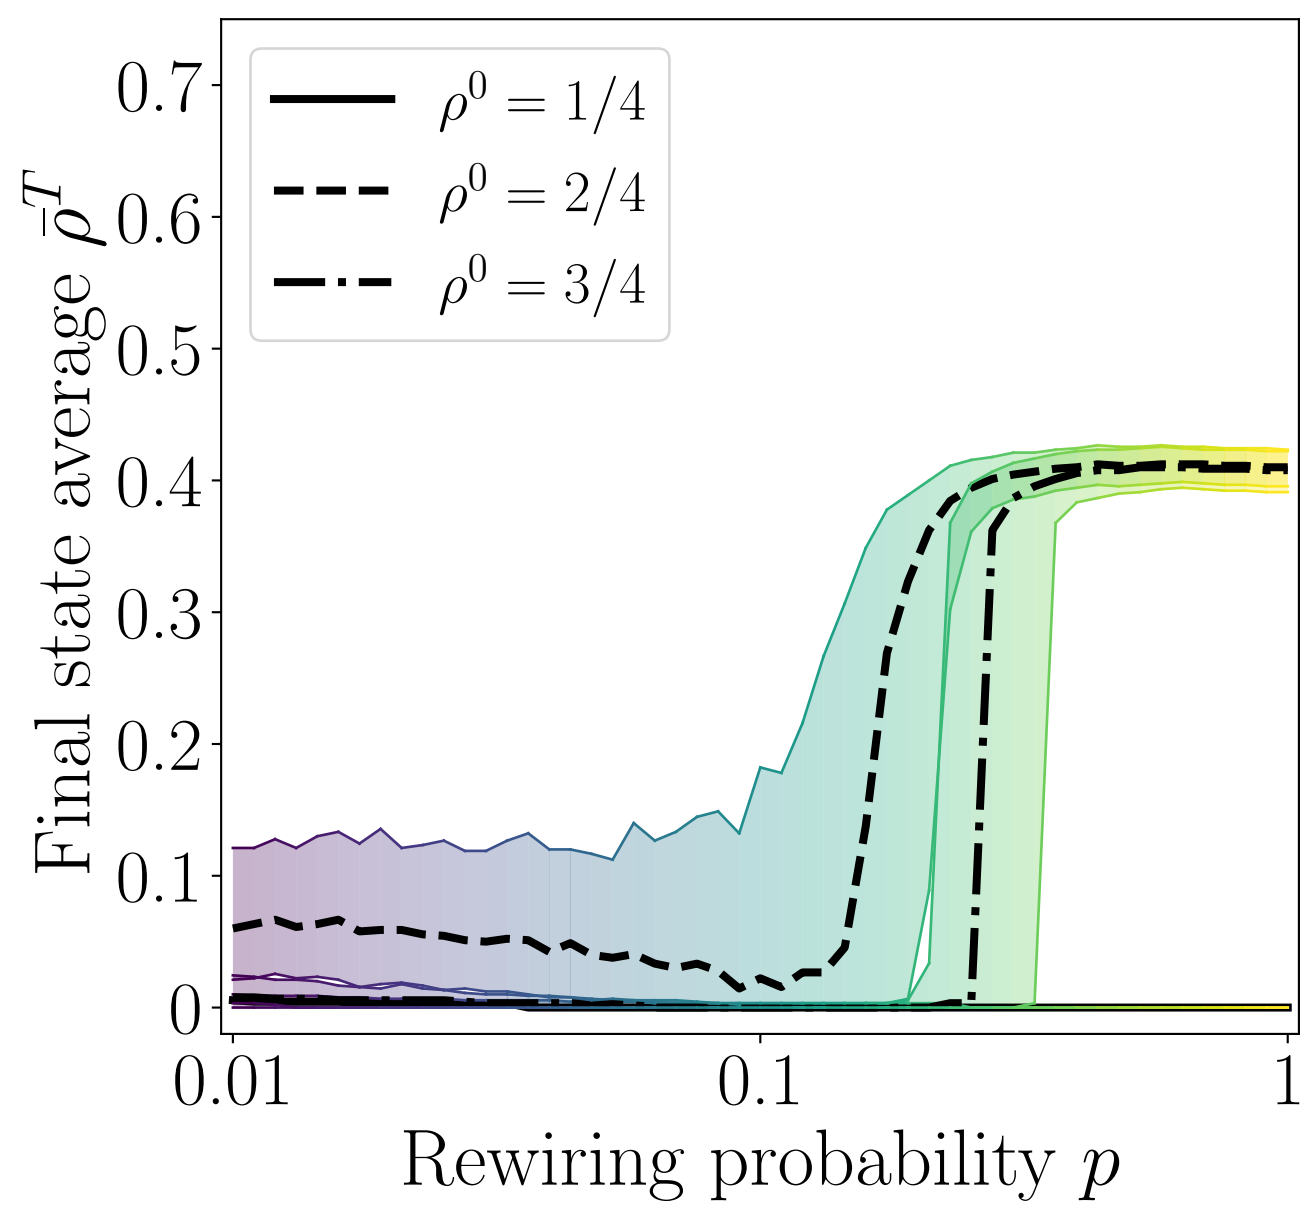 Final state average ρ̄^T
0.7
0.6
0.5
0.4
0.3
0.2
0.1
0
ρ^0 = 1/4
ρ^0 = 2/4
ρ^0 = 3/4
0.01 0.1 1
Rewiring probability p